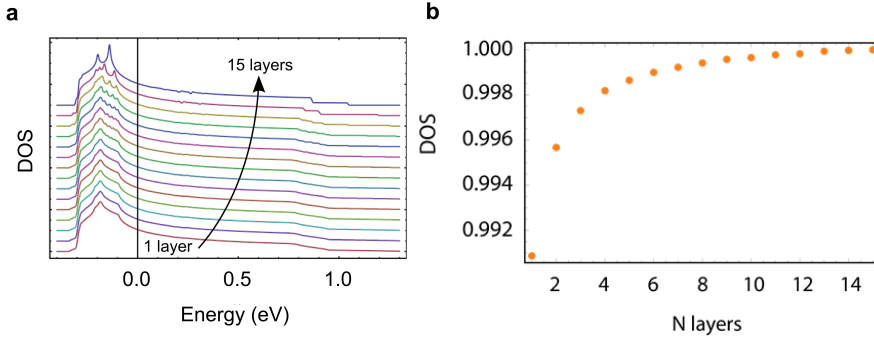 a
DOS
15 layers
1 layer
0.0 0.5 1.0
Energy (eV)
b
DOS
1.000
0.998
0.996
0.994
0.992
2 4 6 8 10 12 14
N layers